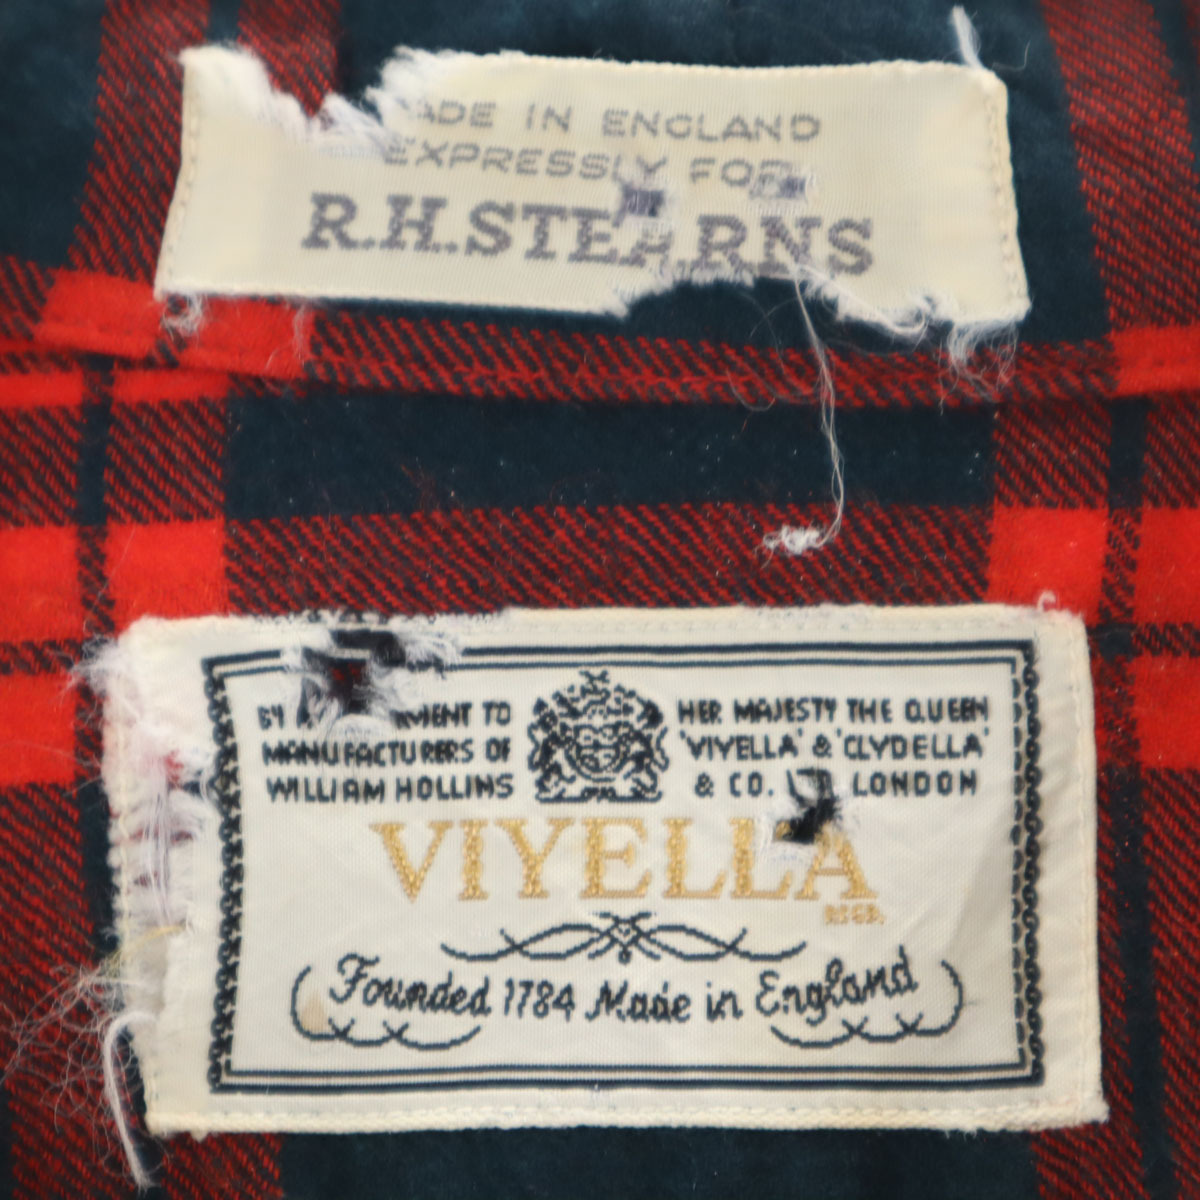 ADE IN ENGLAND
EXPRESSLY FOR
R.H.STEARNS
BY MENT TO HER MAJESTY THE QUEEN
MANUFACTURERS OF 'VIYELLA' & 'CLYDELLA'
WILLIAM HOLLINS & CO. LONDON
VIYELLA
REGD.
Founded 1784 Made in England